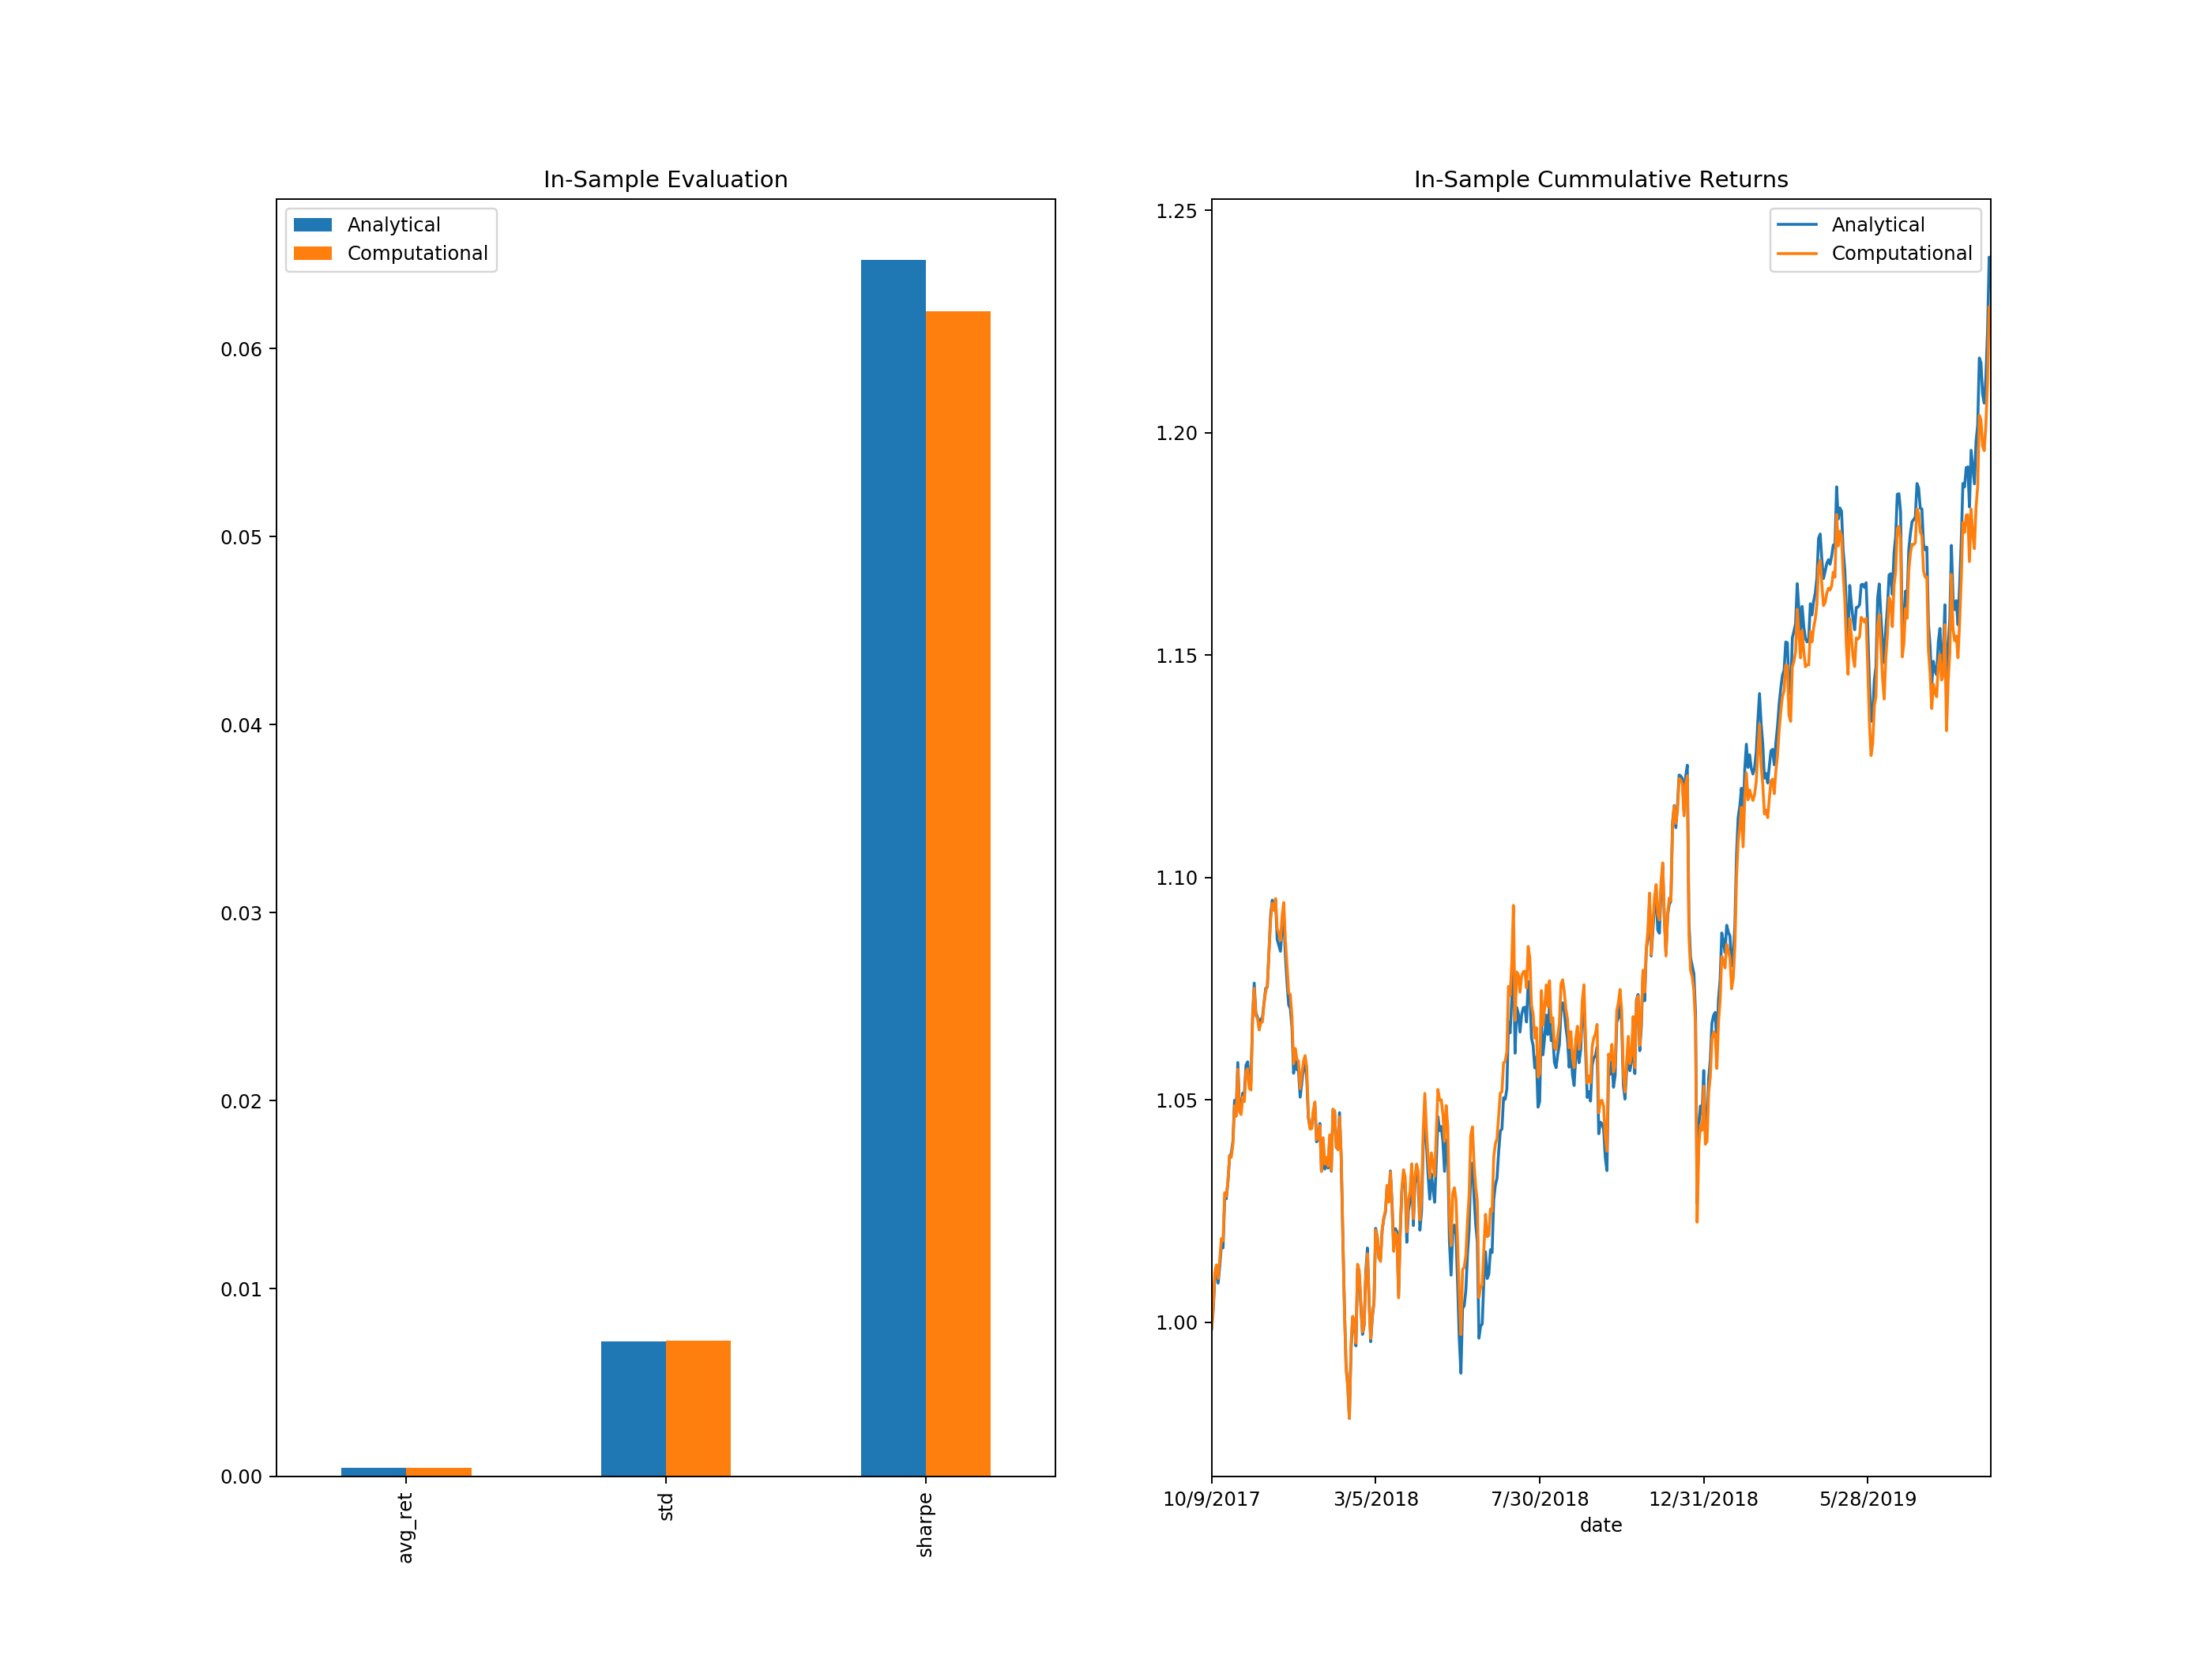 In-Sample Evaluation
Analytical
Computational
0.06
0.05
0.04
0.03
0.02
0.01
0.00
avg_ret
std
sharpe
In-Sample Cummulative Returns
Analytical
Computational
1.25
1.20
1.15
1.10
1.05
1.00
10/9/2017
3/5/2018
7/30/2018
12/31/2018
5/28/2019
date